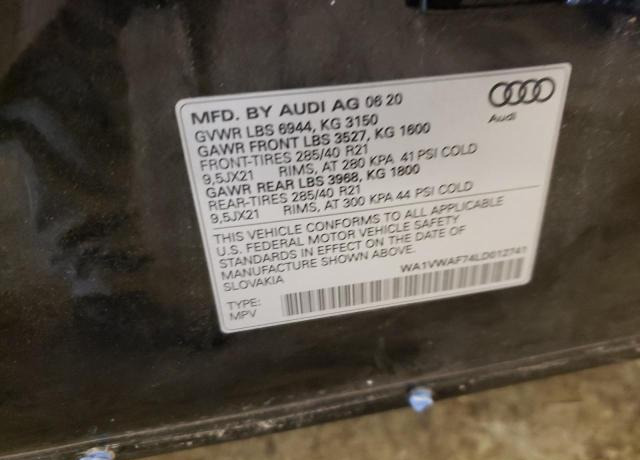 MFD. BY AUDI AG 06 20
GVWR LBS 6944, KG 3150
GAWR FRONT LBS 3527, KG 1600
FRONT-TIRES 285/40 R21
9,5JX21 RIMS, AT 280 KPA 41 PSI COLD
GAWR REAR LBS 3968, KG 1800
REAR-TIRES 285/40 R21
9,5JX21 RIMS, AT 300 KPA 44 PSI COLD
Audi
THIS VEHICLE CONFORMS TO ALL APPLICABLE
U.S. FEDERAL MOTOR VEHICLE SAFETY
STANDARDS IN EFFECT ON THE DATE OF
MANUFACTURE SHOWN ABOVE.
SLOVAKIA
WA1VWAF74LD012741
TYPE:
MPV